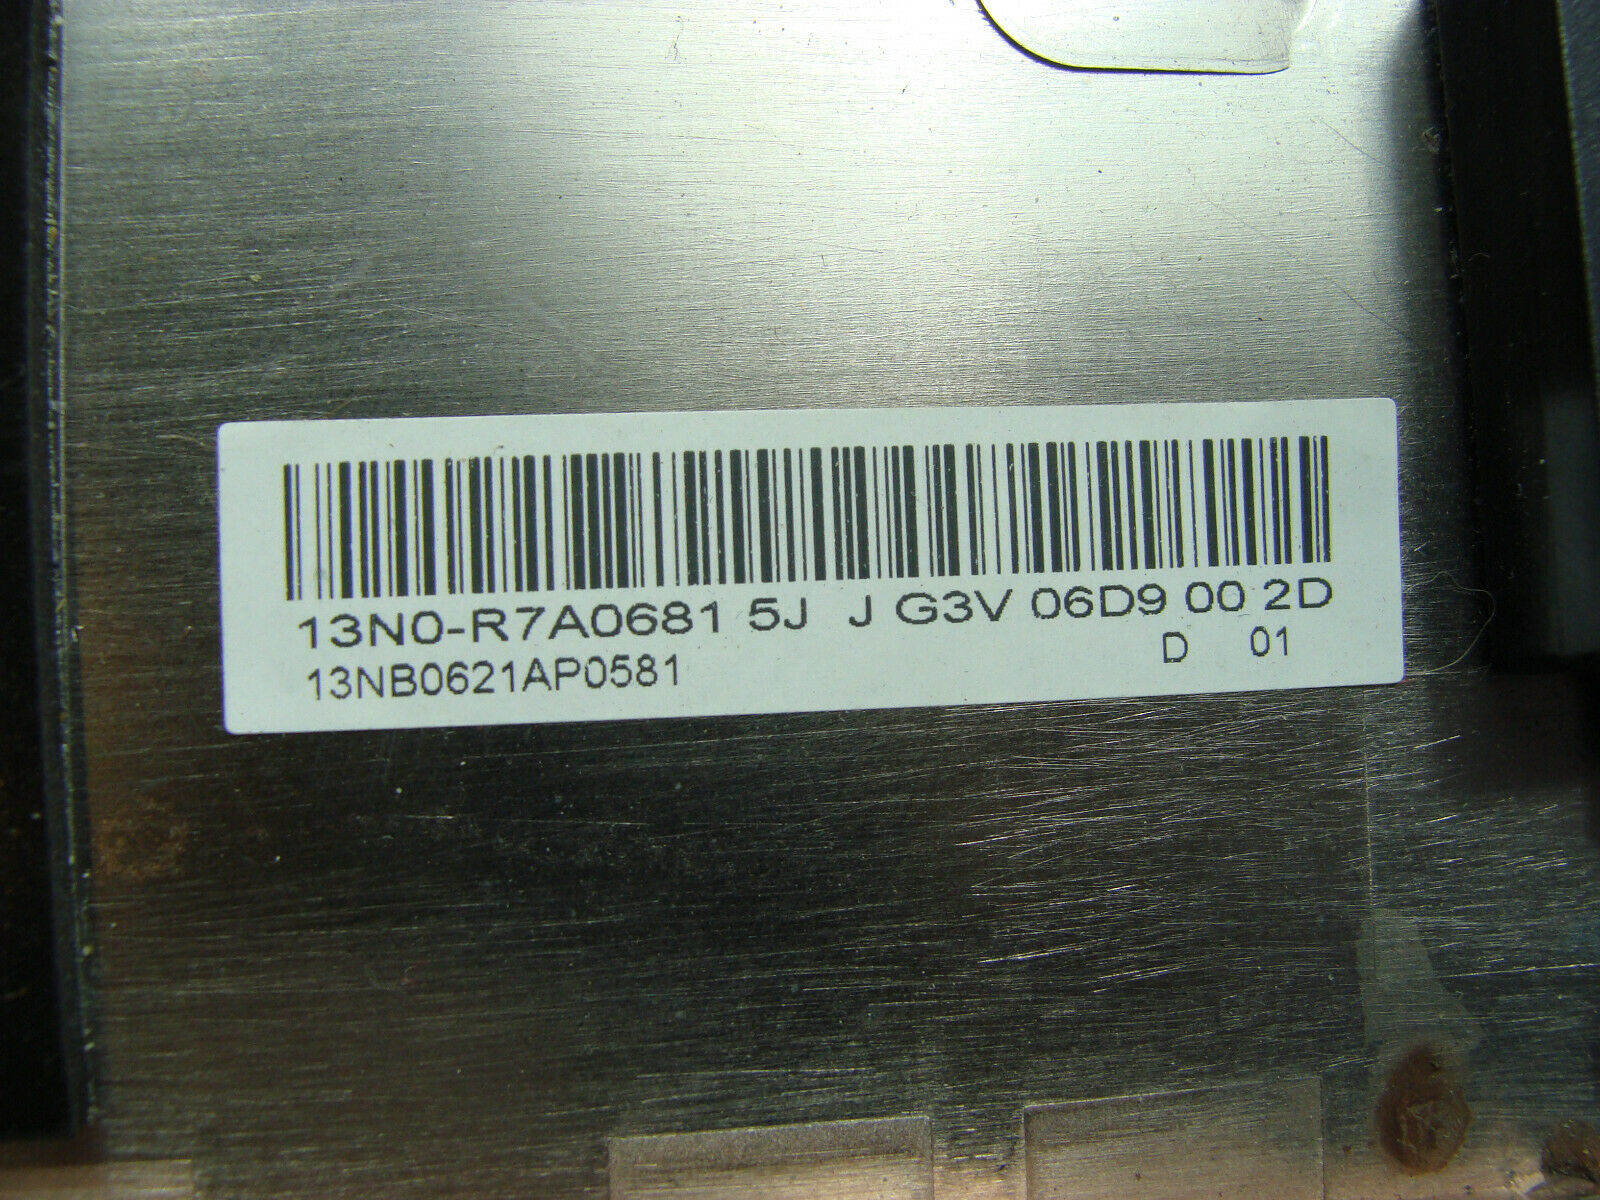 13N0-R7A0681 5J J G3V 06D9 00 2D
13NB0621AP0581 D 01